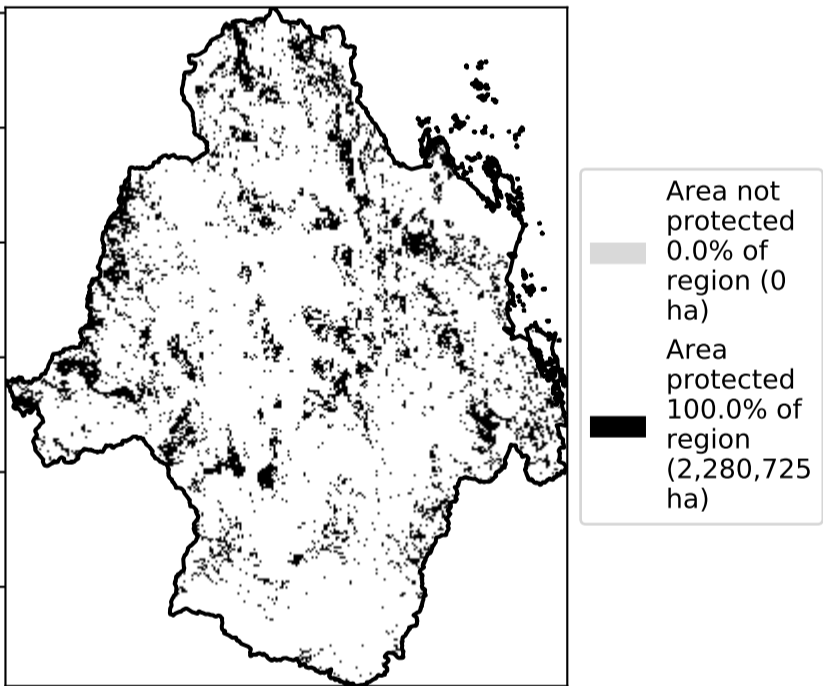 Area not
protected
0.0% of
region (0
ha)
Area
protected
100.0% of
region
(2,280,725
ha)